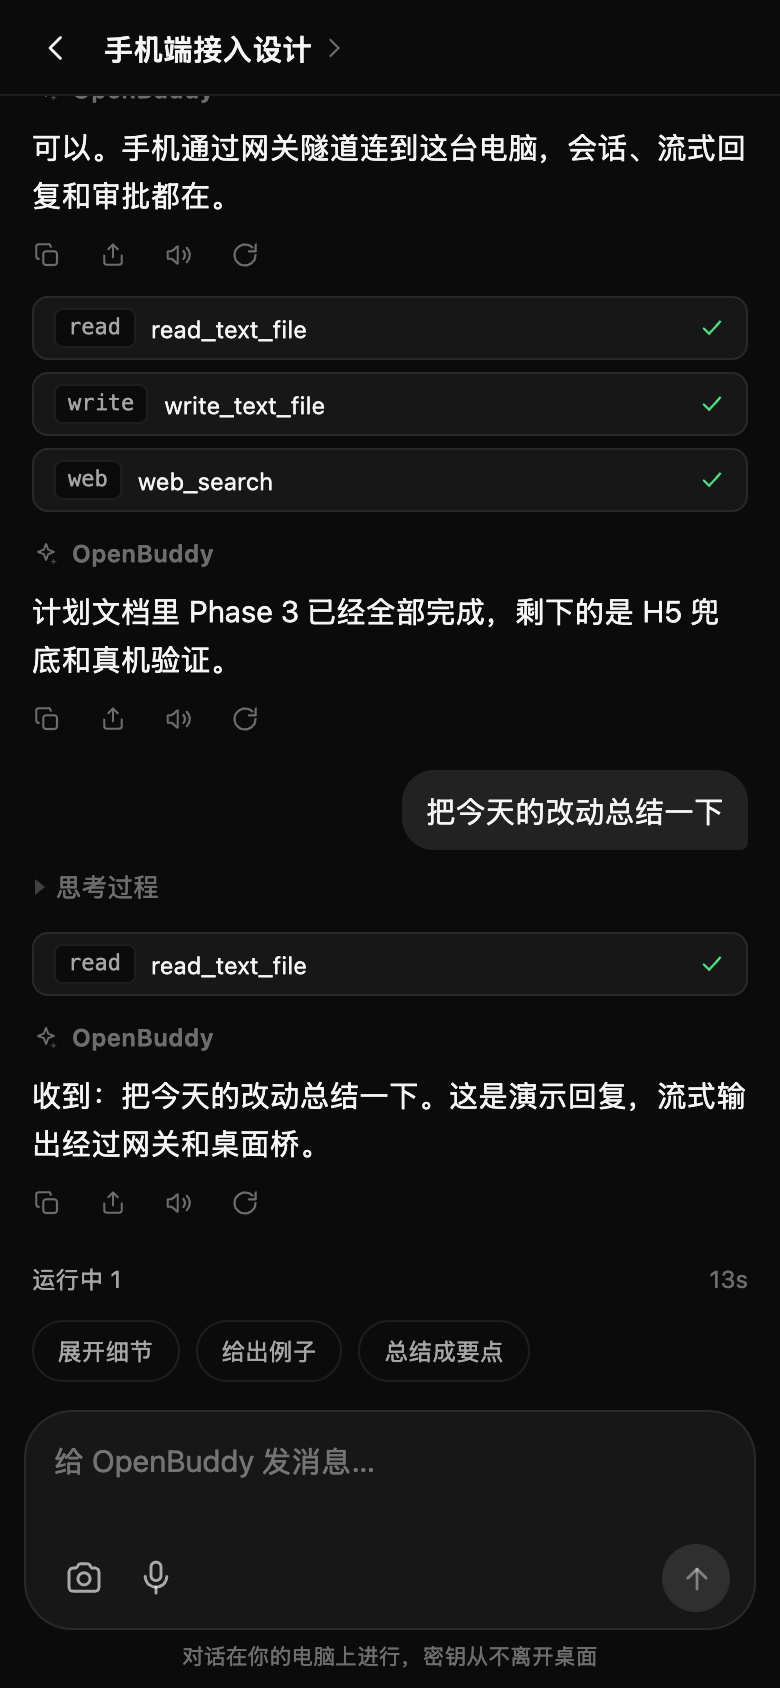 手机端接入设计
OpenBuddy
可以。手机通过网关隧道连到这台电脑，会话、流式回
复和审批都在。
read read_text_file
write write_text_file
web web_search
OpenBuddy
计划文档里 Phase 3 已经全部完成，剩下的是 H5 兜
底和真机验证。
把今天的改动总结一下
思考过程
read read_text_file
OpenBuddy
收到：把今天的改动总结一下。这是演示回复，流式输
出经过网关和桌面桥。
运行中 1 13s
展开细节 给出例子 总结成要点
给 OpenBuddy 发消息...
对话在你的电脑上进行，密钥从不离开桌面